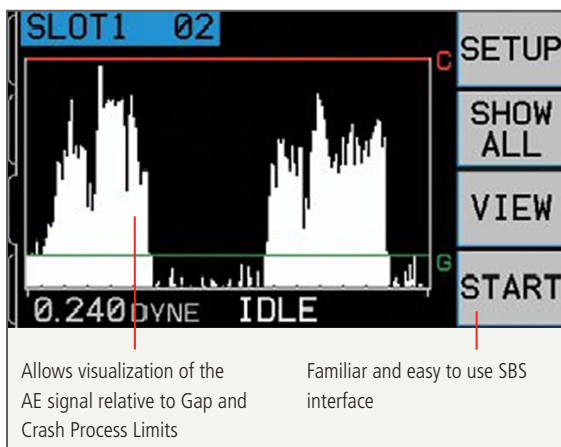 SLOT1 02
C
SETUP
SHOW
ALL
VIEW
G
START
0.240 DYNE IDLE
Allows visualization of the
AE signal relative to Gap and
Crash Process Limits
Familiar and easy to use SBS
interface